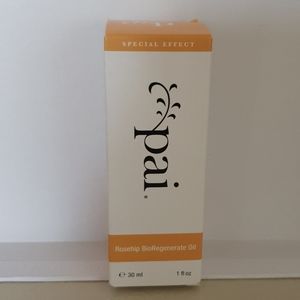 SPECIAL EFFECT
pai
Rosehip BioRegenerate Oil
℮ 30 ml 1 fl oz